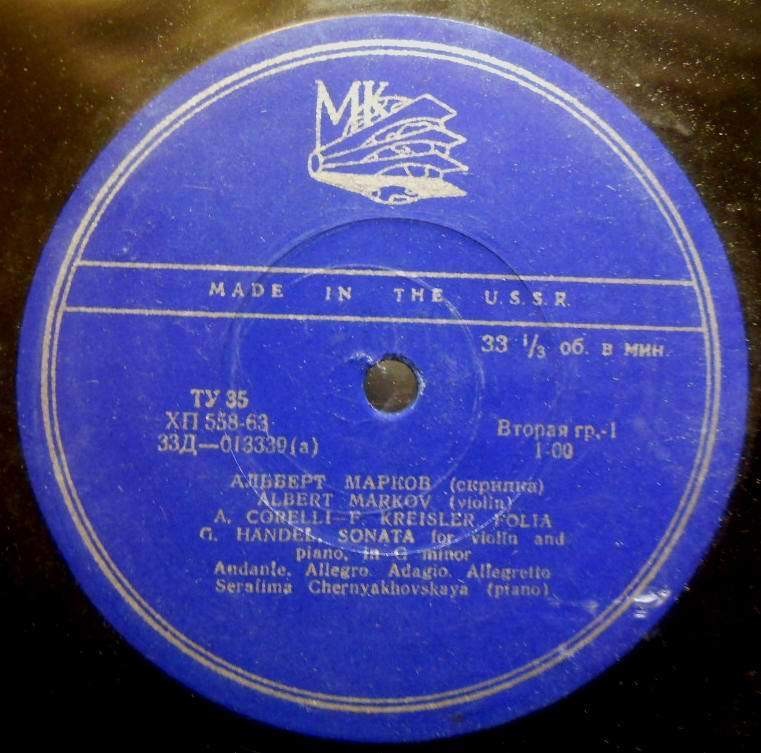 МК
MADE IN THE U.S.S.R.
33 1/3 об. в мин.
ТУ 35
ХП 558-63
33Д—013339(а)
Вторая гр.-1
1-00
АЛЬБЕРТ МАРКОВ (скрипка)
ALBERT MARKOV (violin)
A. CORELLI—F. KREISLER, FOLIA
G. HANDEL, SONATA for violin and
piano, in G minor
Andante, Allegro, Adagio, Allegretto
Serafima Chernyakhovskaya (piano)